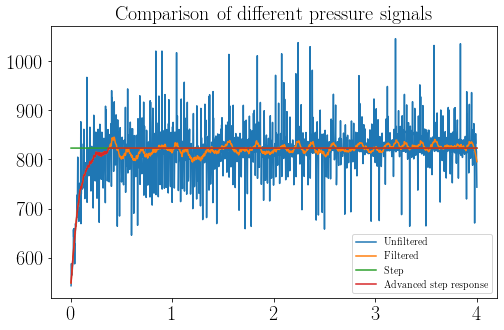 Comparison of different pressure signals
1000
900
800
700
600
0
1
2
3
4
Unfiltered
Filtered
Step
Advanced step response